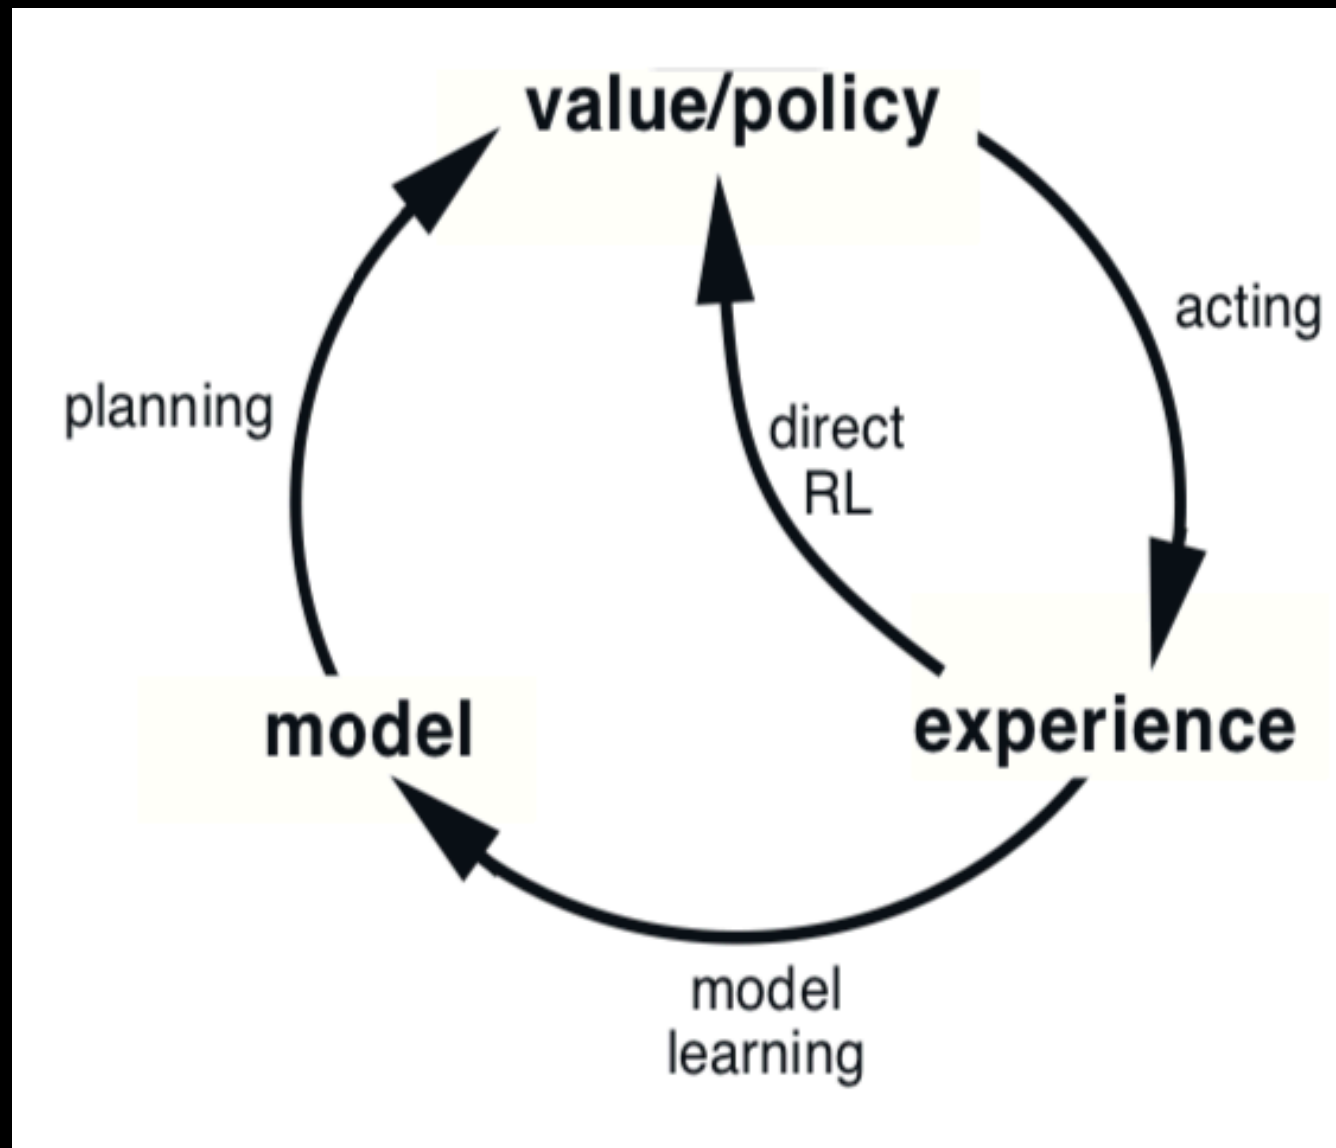 value/policy
acting
planning
direct
RL
model
experience
model
learning